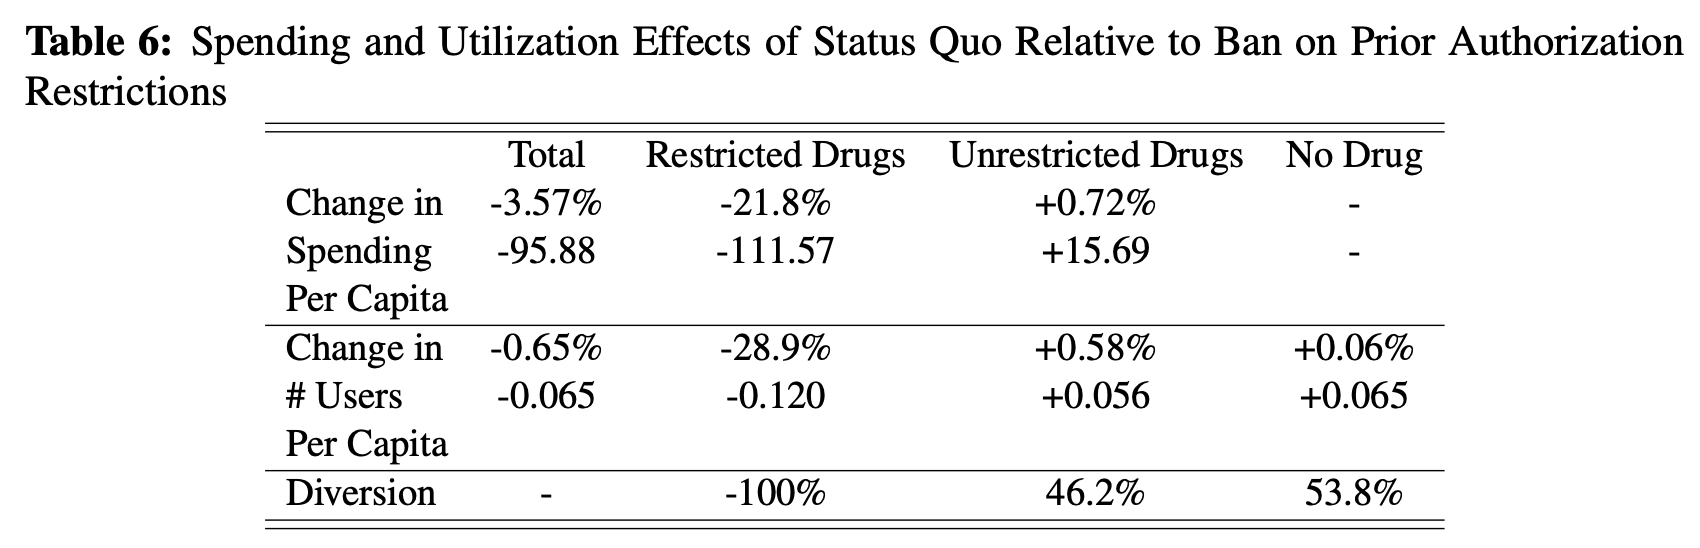 Table 6: Spending and Utilization Effects of Status Quo Relative to Ban on Prior Authorization
Restrictions
Total Restricted Drugs Unrestricted Drugs No Drug
Change in -3.57% -21.8% +0.72% -
Spending -95.88 -111.57 +15.69 -
Per Capita
Change in -0.65% -28.9% +0.58% +0.06%
# Users -0.065 -0.120 +0.056 +0.065
Per Capita
Diversion - -100% 46.2% 53.8%